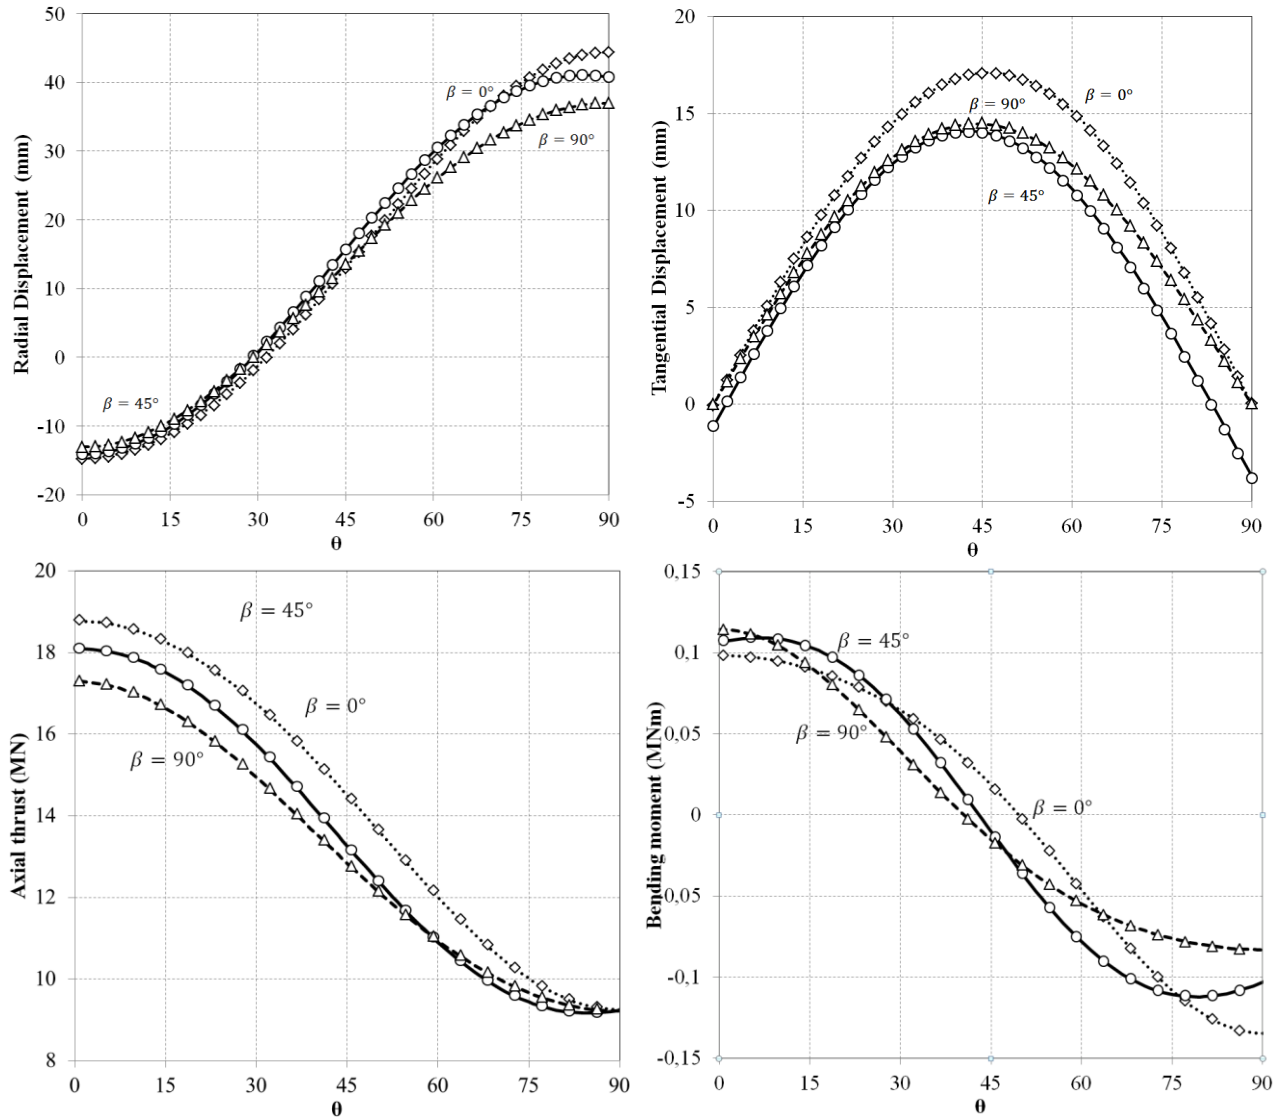 Radial Displacement (mm)
50
40
30
20
10
0
-10
-20
β = 0°
β = 90°
β = 45°
0 15 30 45 60 75 90
θ
Tangential Displacement (mm)
20
15
10
5
0
-5
β = 0°
β = 90°
β = 45°
0 15 30 45 60 75 90
θ
Axial thrust (MN)
20
18
16
14
12
10
8
β = 45°
β = 0°
β = 90°
0 15 30 45 60 75 90
θ
Bending moment (MNm)
0,15
0,1
0,05
0
-0,05
-0,1
-0,15
β = 45°
β = 90°
β = 0°
0 15 30 45 60 75 90
θ